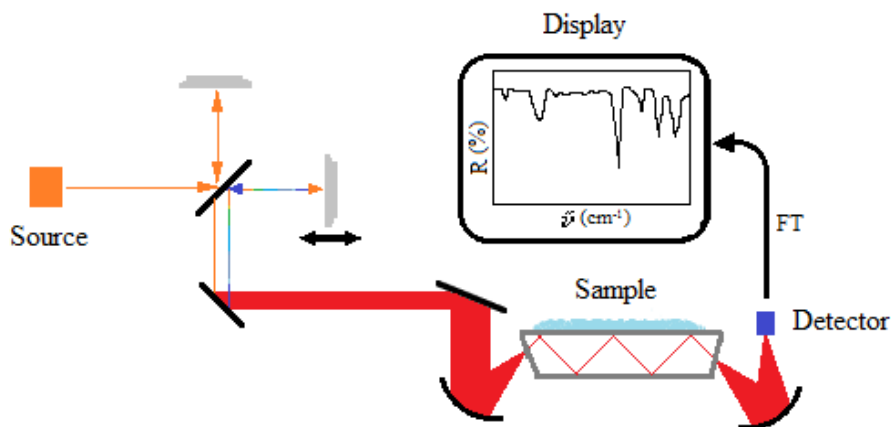 Display
R (%)
ṽ (cm⁻¹)
Source
FT
Sample
Detector